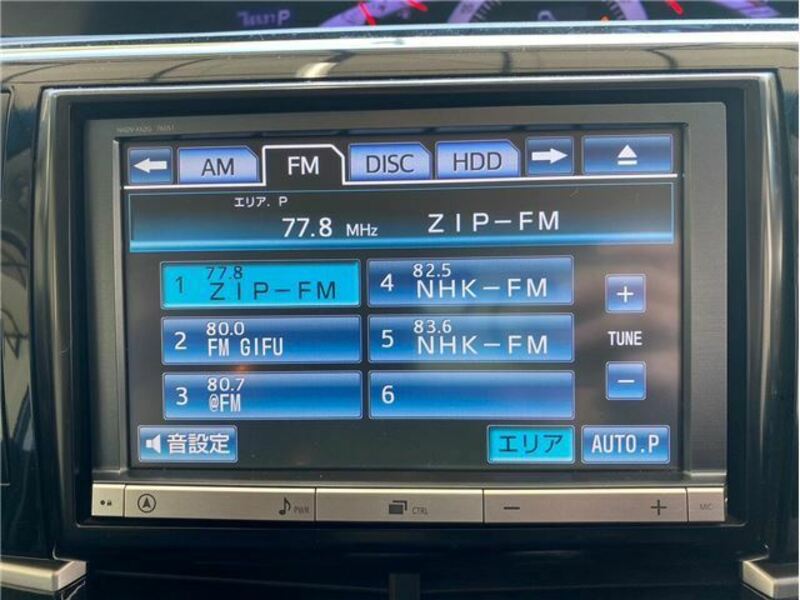 P
AM FM DISC HDD
エリア. P
77.8 MHz ZIP-FM
1 77.8 ZIP-FM
4 82.5 NHK-FM
2 80.0 FM GIFU
5 83.6 NHK-FM
3 80.7 @FM
6
+
TUNE
-
音設定 エリア AUTO.P
PWR CTRL - + MIC